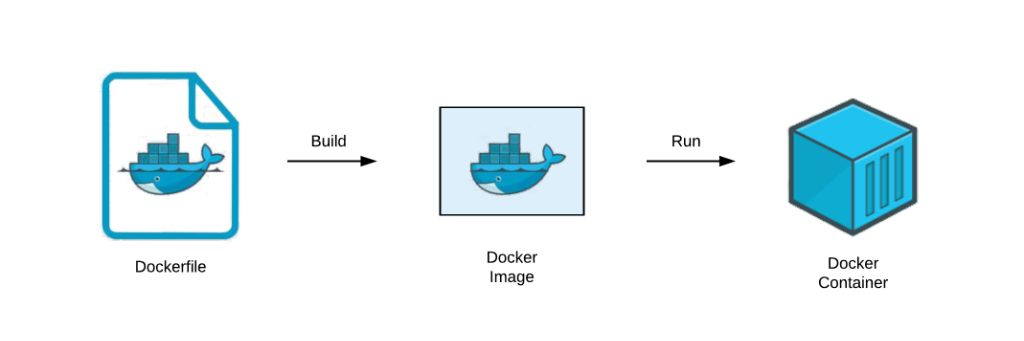 Build
Run
Dockerfile
Docker
Image
Docker
Container